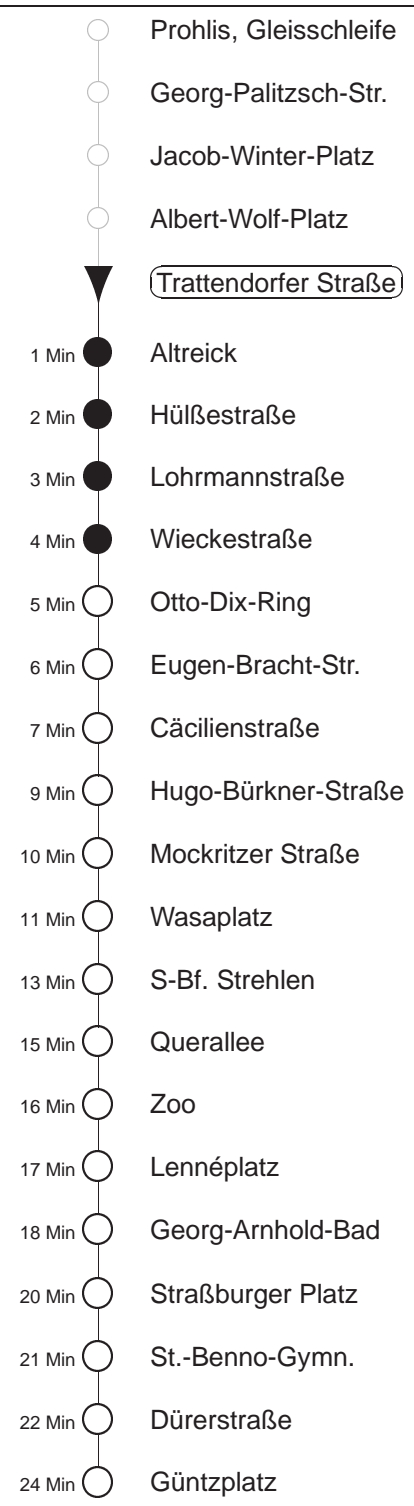 Prohlis, Gleisschleife
Georg-Palitzsch-Str.
Jacob-Winter-Platz
Albert-Wolf-Platz
Trattendorfer Straße
1 Min Altreick
2 Min Hülßestraße
3 Min Lohrmannstraße
4 Min Wieckestraße
5 Min Otto-Dix-Ring
6 Min Eugen-Bracht-Str.
7 Min Cäcilienstraße
9 Min Hugo-Bürkner-Straße
10 Min Mockritzer Straße
11 Min Wasaplatz
13 Min S-Bf. Strehlen
15 Min Querallee
16 Min Zoo
17 Min Lennéplatz
18 Min Georg-Arnhold-Bad
20 Min Straßburger Platz
21 Min St.-Benno-Gymn.
22 Min Dürerstraße
24 Min Güntzplatz